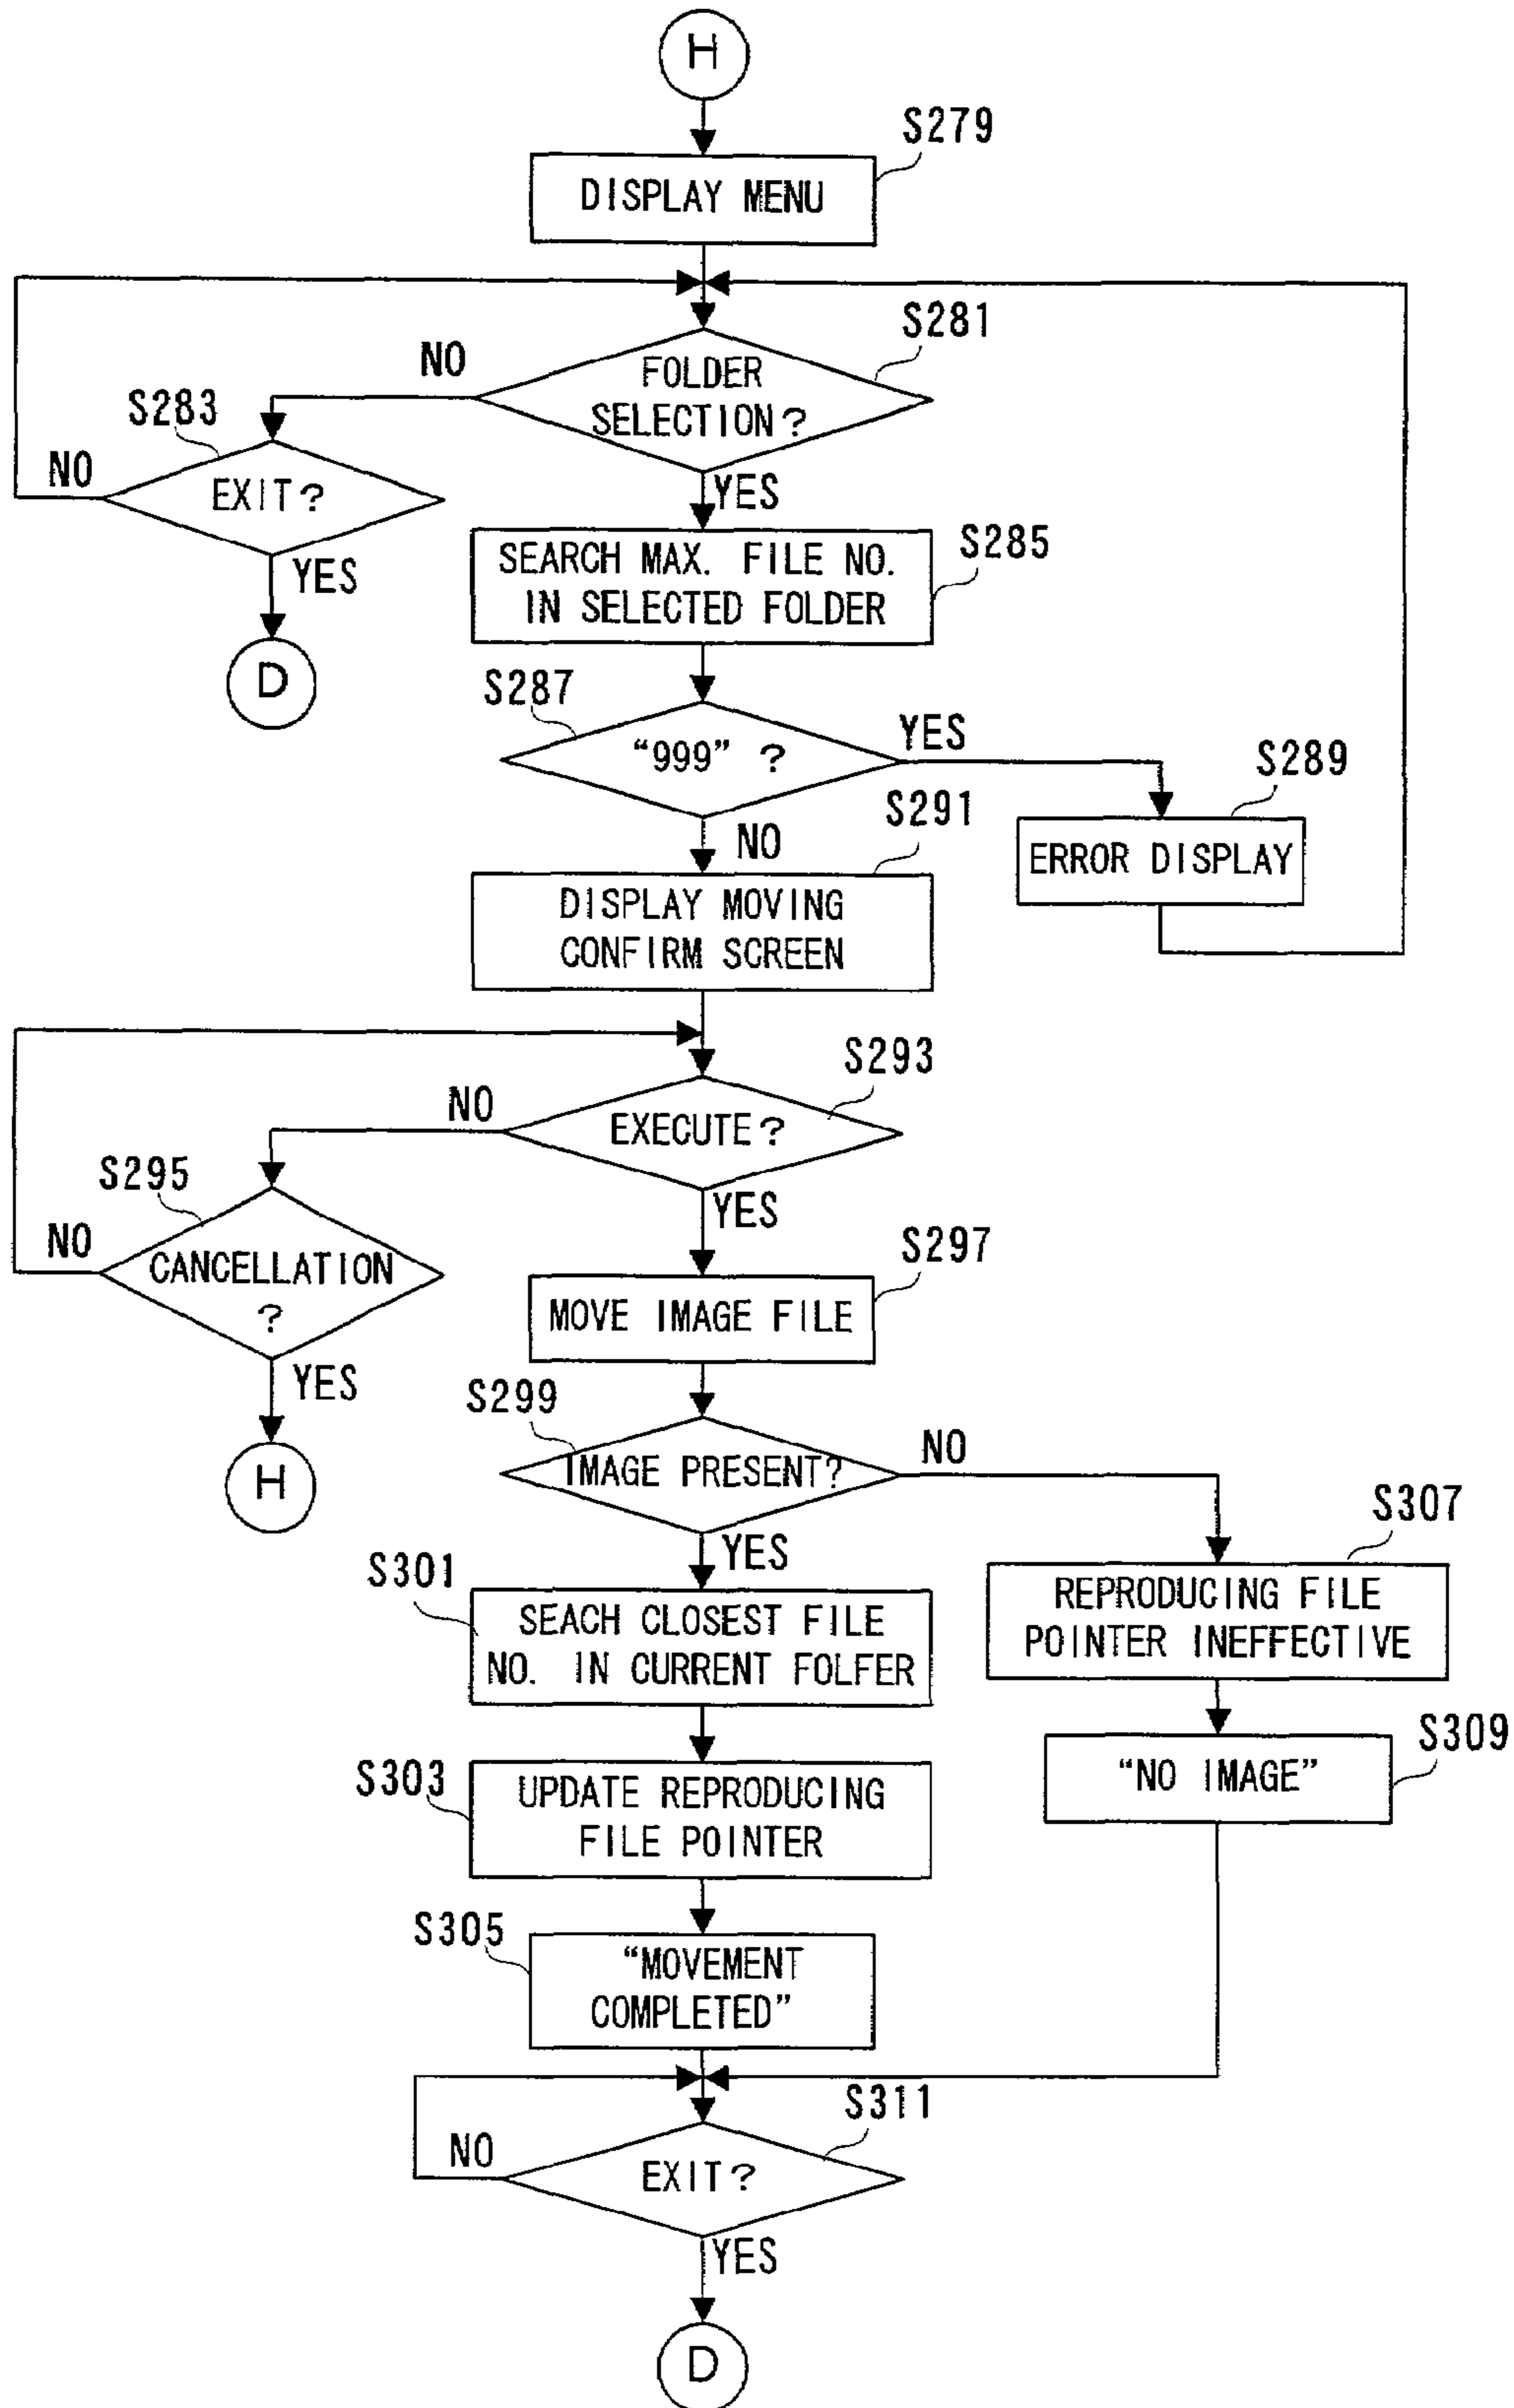 H
S279
DISPLAY MENU
S281
NO
FOLDER
SELECTION?
S283
NO
EXIT?
YES
YES
D
S285
SEARCH MAX. FILE NO.
IN SELECTED FOLDER
S287
“999” ?
YES
S289
ERROR DISPLAY
S291
NO
DISPLAY MOVING
CONFIRM SCREEN
S293
NO
EXECUTE?
S295
NO
CANCELLATION
?
YES
YES
H
S297
MOVE IMAGE FILE
S299
IMAGE PRESENT?
NO
YES
S307
REPRODUCING FILE
POINTER INEFFECTIVE
S301
SEACH CLOSEST FILE
NO. IN CURRENT FOLFER
S309
“NO IMAGE”
S303
UPDATE REPRODUCING
FILE POINTER
S305
“MOVEMENT
COMPLETED”
S311
NO
EXIT?
YES
D